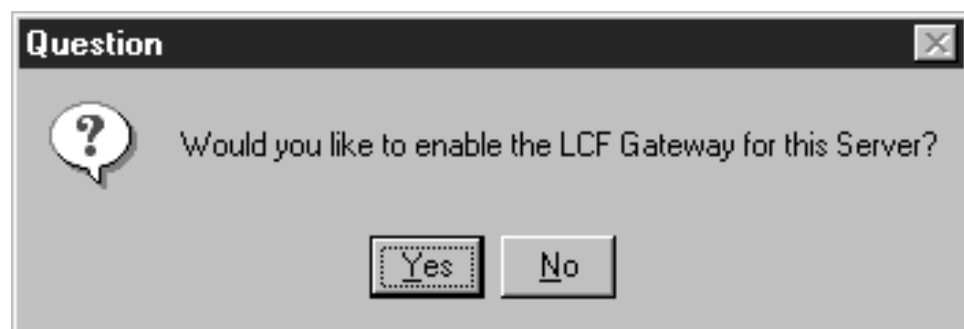 Question
Would you like to enable the LCF Gateway for this Server?
Yes No